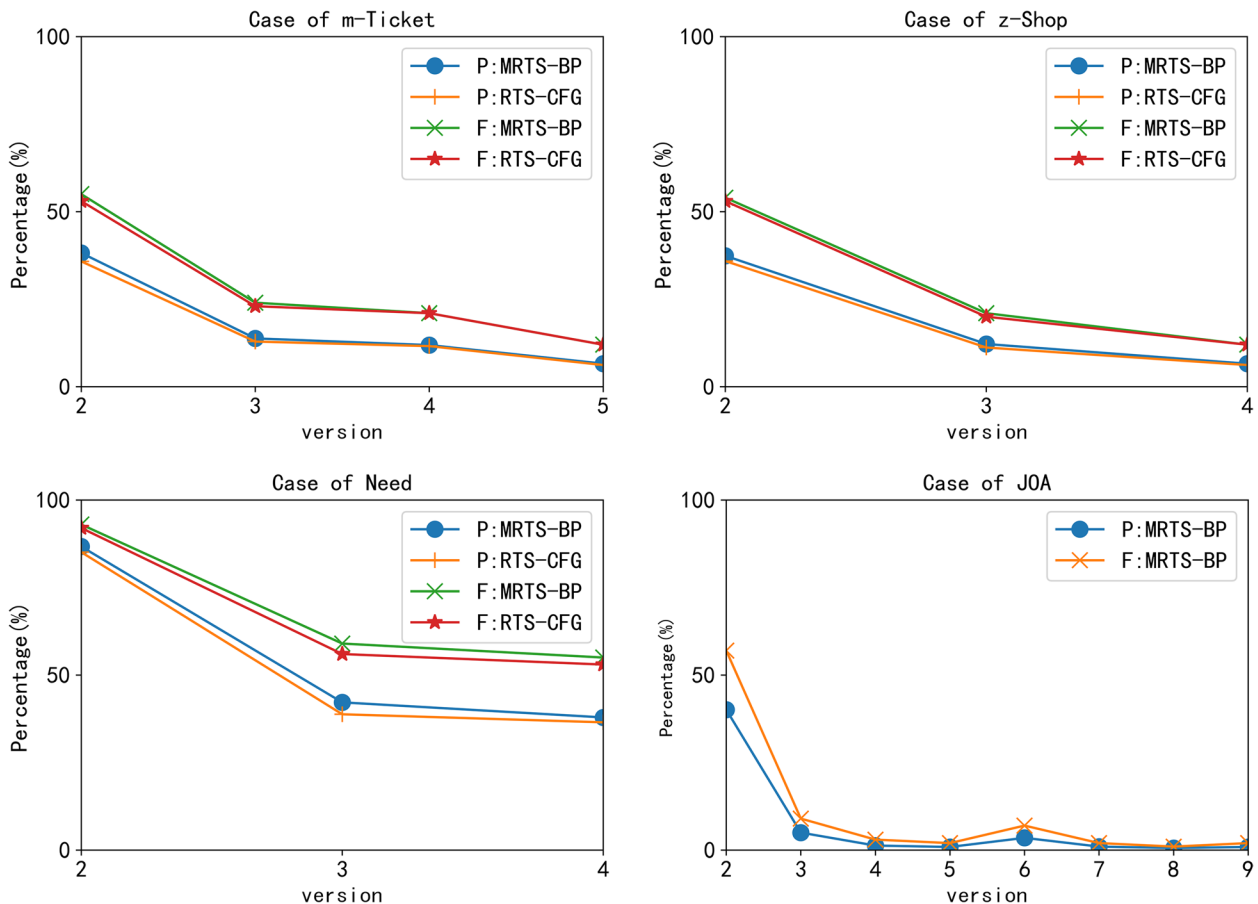 Case of m-Ticket
100
50
0
Percentage(%)
P:MRTS-BP
P:RTS-CFG
F:MRTS-BP
F:RTS-CFG
2 3 4 5
version
Case of z-Shop
100
50
0
Percentage(%)
P:MRTS-BP
P:RTS-CFG
F:MRTS-BP
F:RTS-CFG
2 3 4
version
Case of Need
100
50
0
Percentage(%)
P:MRTS-BP
P:RTS-CFG
F:MRTS-BP
F:RTS-CFG
2 3 4
version
Case of JOA
100
50
0
Percentage(%)
P:MRTS-BP
F:MRTS-BP
2 3 4 5 6 7 8 9
version